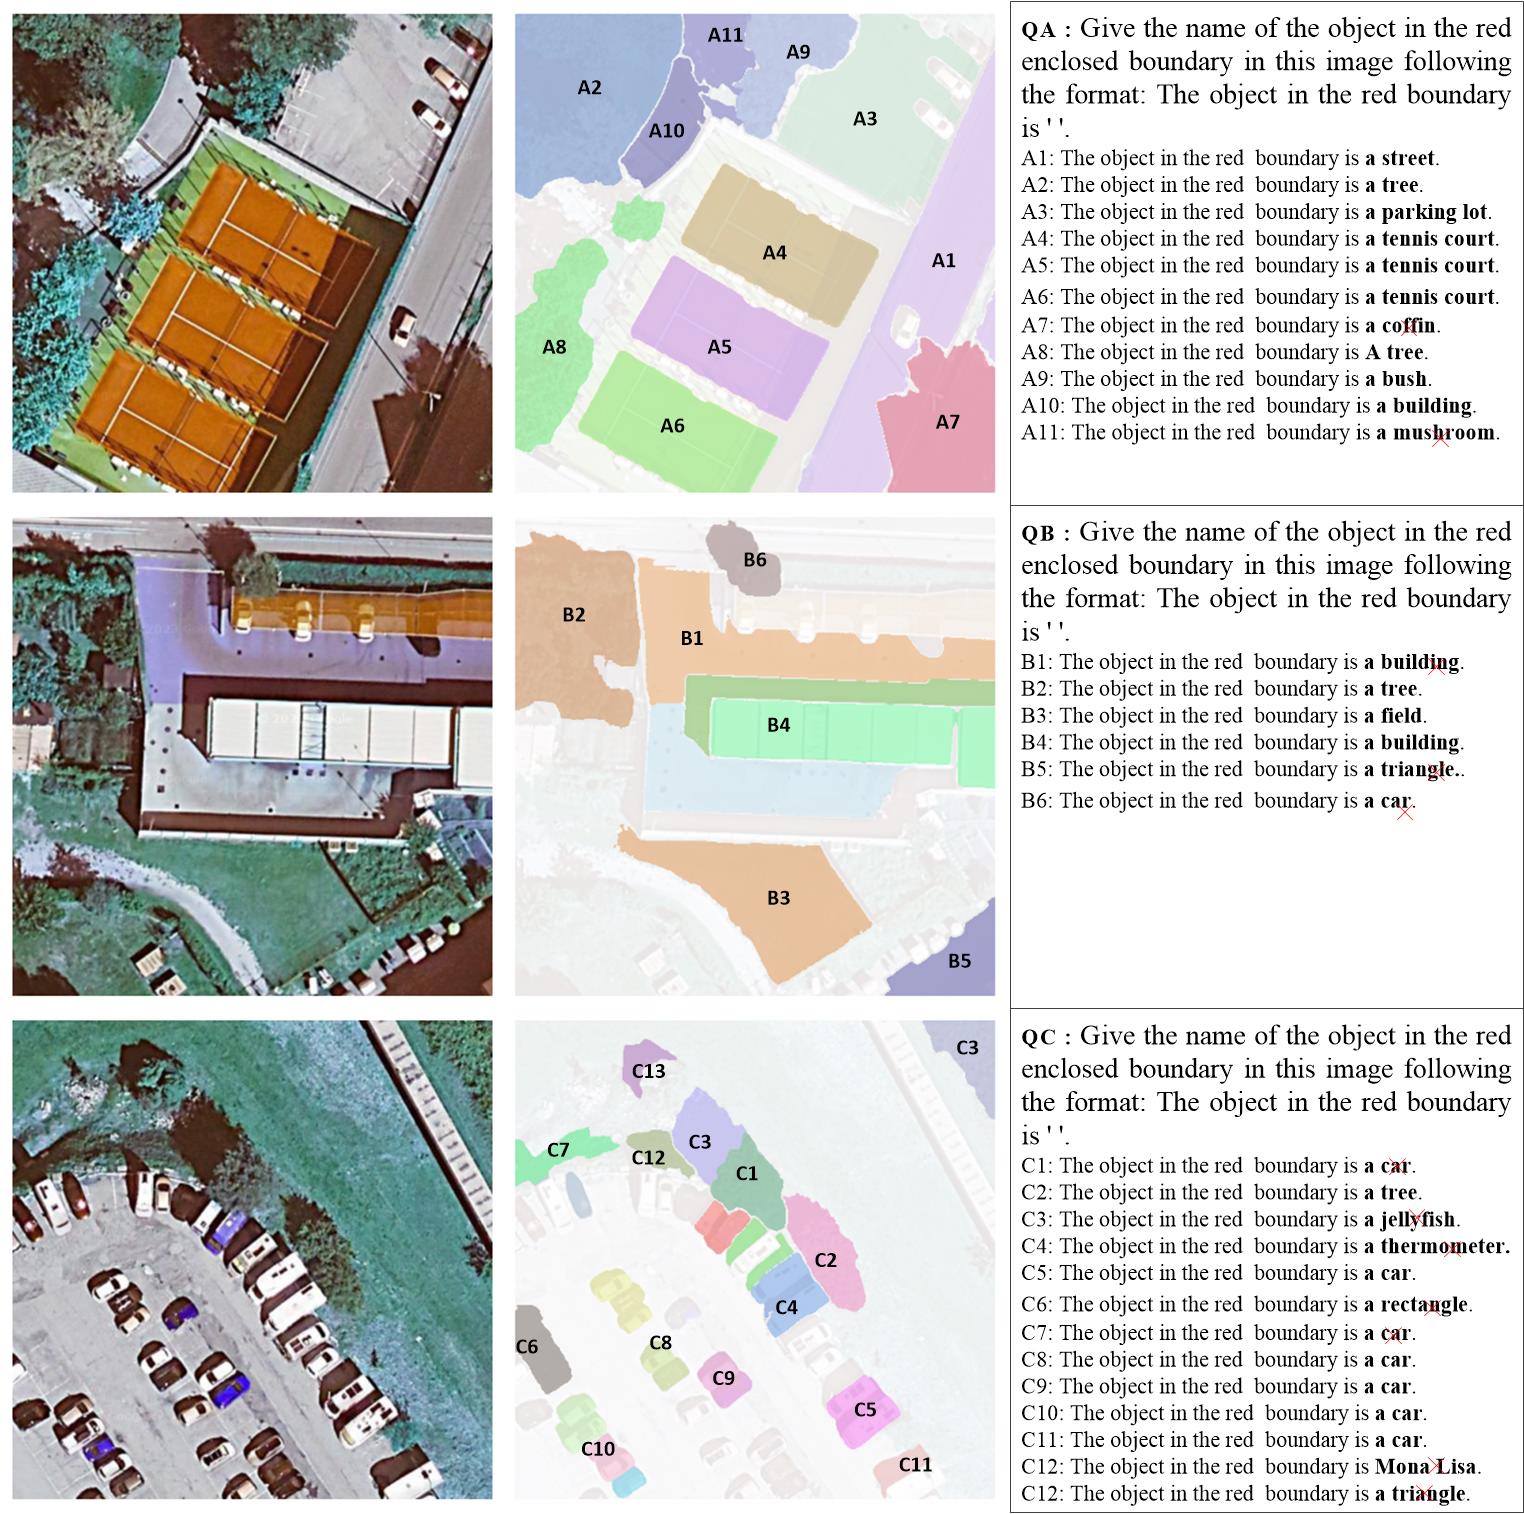 A11
A9
A2
A3
A10
A4
A1
A5
A8
A7
A6
QA : Give the name of the object in the red
enclosed boundary in this image following
the format: The object in the red boundary
is ' '.
A1: The object in the red boundary is a street.
A2: The object in the red boundary is a tree.
A3: The object in the red boundary is a parking lot.
A4: The object in the red boundary is a tennis court.
A5: The object in the red boundary is a tennis court.
A6: The object in the red boundary is a tennis court.
A7: The object in the red boundary is a coffin.
A8: The object in the red boundary is A tree.
A9: The object in the red boundary is a bush.
A10: The object in the red boundary is a building.
A11: The object in the red boundary is a mushroom.
B6
B2
B1
B4
B3
B5
QB : Give the name of the object in the red
enclosed boundary in this image following
the format: The object in the red boundary
is ' '.
B1: The object in the red boundary is a building.
B2: The object in the red boundary is a tree.
B3: The object in the red boundary is a field.
B4: The object in the red boundary is a building.
B5: The object in the red boundary is a triangle..
B6: The object in the red boundary is a car.
C3
C13
C7
C12
C3
C1
C2
C4
C6
C8
C9
C5
C10
C11
QC : Give the name of the object in the red
enclosed boundary in this image following
the format: The object in the red boundary
is ' '.
C1: The object in the red boundary is a car.
C2: The object in the red boundary is a tree.
C3: The object in the red boundary is a jellyfish.
C4: The object in the red boundary is a thermometer.
C5: The object in the red boundary is a car.
C6: The object in the red boundary is a rectangle.
C7: The object in the red boundary is a car.
C8: The object in the red boundary is a car.
C9: The object in the red boundary is a car.
C10: The object in the red boundary is a car.
C11: The object in the red boundary is a car.
C12: The object in the red boundary is Mona Lisa.
C12: The object in the red boundary is a triangle.